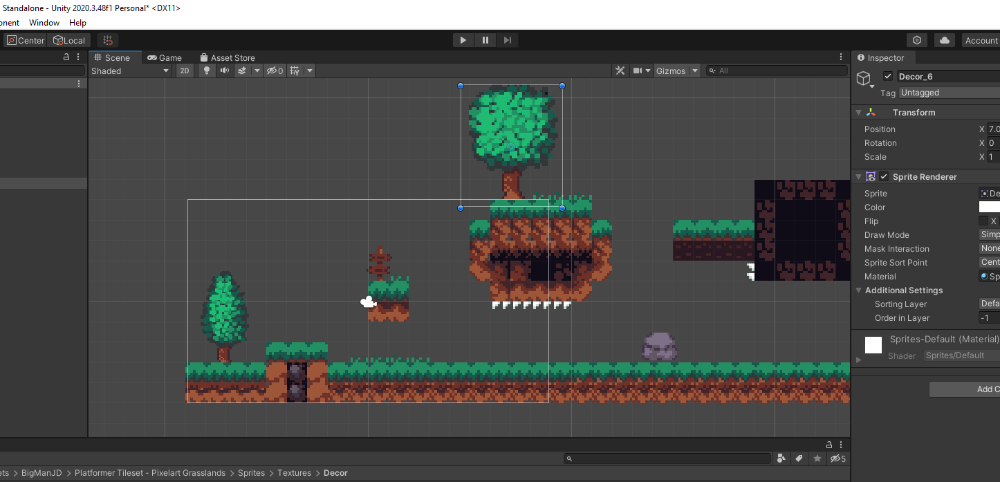 Standalone - Unity 2020.3.48f1 Personal* <DX11>
onent Window Help
Center Local Account
Scene Game Asset Store Inspector
Shaded 2D 0 Gizmos All
Decor_6
Tag Untagged
Transform
Position X 7.0
Rotation X 0
Scale X 1
Sprite Renderer
Sprite De
Color
Flip X
Draw Mode Simp
Mask Interaction None
Sprite Sort Point Cent
Material Sp
Additional Settings
Sorting Layer Defa
Order in Layer -1
Sprites-Default (Material)
Shader Sprites/Default
Add C
5
ets > BigManJD > Platformer Tileset - Pixelart Grasslands > Sprites > Textures > Decor